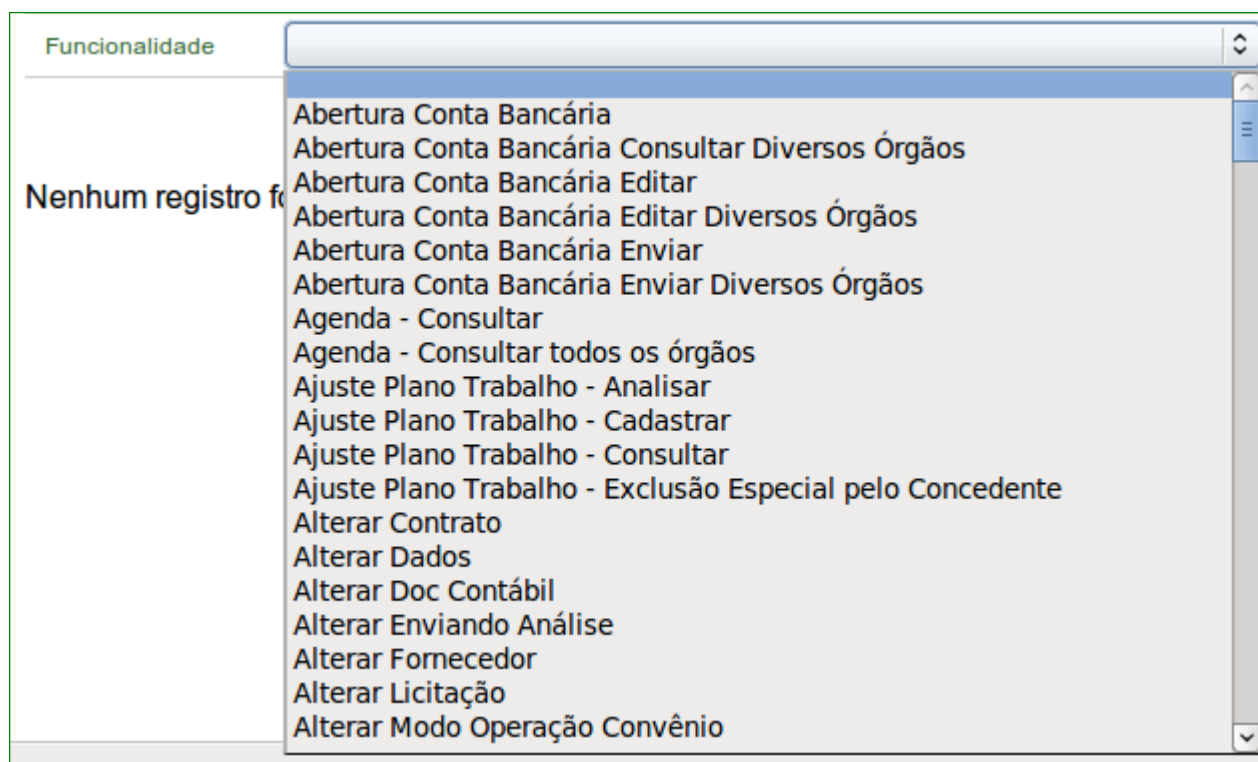 Funcionalidade
Abertura Conta Bancária
Abertura Conta Bancária Consultar Diversos Órgãos
Abertura Conta Bancária Editar
Nenhum registro
Abertura Conta Bancária Editar Diversos Órgãos
Abertura Conta Bancária Enviar
Abertura Conta Bancária Enviar Diversos Órgãos
Agenda - Consultar
Agenda - Consultar todos os órgãos
Ajuste Plano Trabalho - Analisar
Ajuste Plano Trabalho - Cadastrar
Ajuste Plano Trabalho - Consultar
Ajuste Plano Trabalho - Exclusão Especial pelo Concedente
Alterar Contrato
Alterar Dados
Alterar Doc Contábil
Alterar Enviando Análise
Alterar Fornecedor
Alterar Licitação
Alterar Modo Operação Convênio